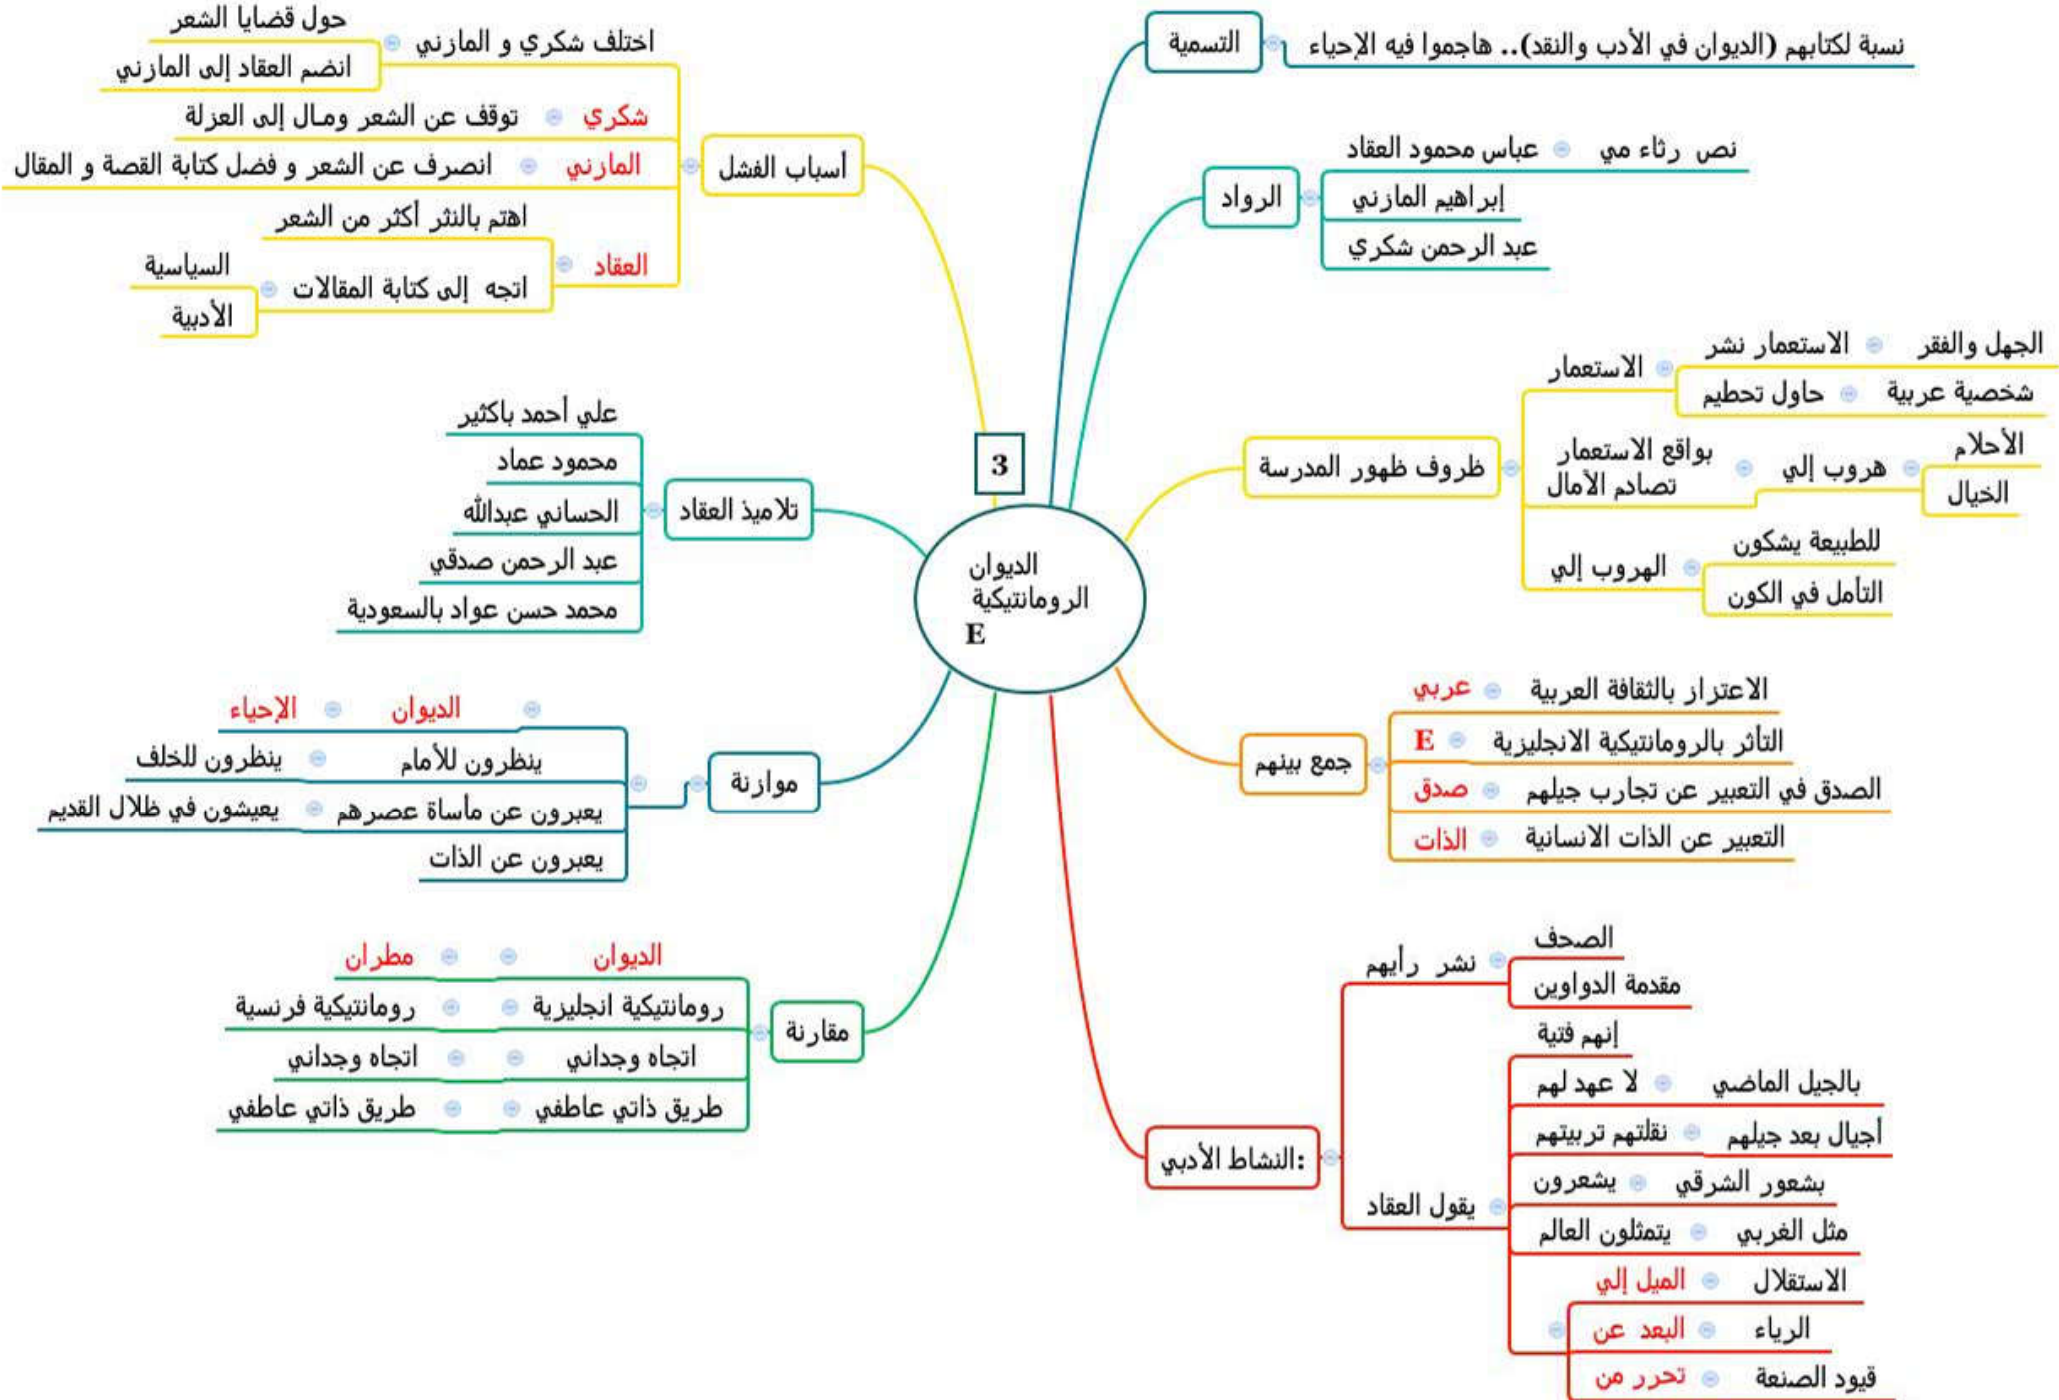 3
الديوان
الرومانتيكية
E
التسمية
نسبة لكتابهم (الديوان في الأدب والنقد).. هاجموا فيه الإحياء
الرواد
نص رثاء مي عباس محمود العقاد
إبراهيم المازني
عبد الرحمن شكري
ظروف ظهور المدرسة
الاستعمار
الجهل والفقر الاستعمار نشر
شخصية عربية حاول تحطيم
بواقع الاستعمار
تصادم الأمال
هروب إلي
الأحلام
الخيال
الهروب إلي
للطبيعة يشكون
التأمل في الكون
جمع بينهم
الاعتزاز بالثقافة العربية عربي
التأثر بالرومانتيكية الانجليزية E
الصدق في التعبير عن تجارب جيلهم صدق
التعبير عن الذات الانسانية الذات
النشاط الأدبي:
نشر رأيهم
الصحف
مقدمة الدواوين
يقول العقاد
إنهم فتية
بالجيل الماضي لا عهد لهم
أجيال بعد جيلهم نقلتهم تربيتهم
بشعور الشرقي يشعرون
مثل الغربي يتمثلون العالم
الاستقلال الميل إلي
الرياء البعد عن
قيود الصنعة تحرر من
أسباب الفشل
اختلف شكري و المازني
حول قضايا الشعر
انضم العقاد إلى المازني
شكري توقف عن الشعر ومال إلى العزلة
المازني انصرف عن الشعر و فضل كتابة القصة و المقال
العقاد
اهتم بالنثر أكثر من الشعر
اتجه إلى كتابة المقالات
السياسية
الأدبية
تلاميذ العقاد
علي أحمد باكثير
محمود عماد
الحساني عبدالله
عبد الرحمن صدقي
محمد حسن عواد بالسعودية
موازنة
الديوان الإحياء
ينظرون للأمام ينظرون للخلف
يعبرون عن مأساة عصرهم يعيشون في ظلال القديم
يعبرون عن الذات
مقارنة
الديوان مطران
رومانتيكية انجليزية رومانتيكية فرنسية
اتجاه وجداني اتجاه وجداني
طريق ذاتي عاطفي طريق ذاتي عاطفي